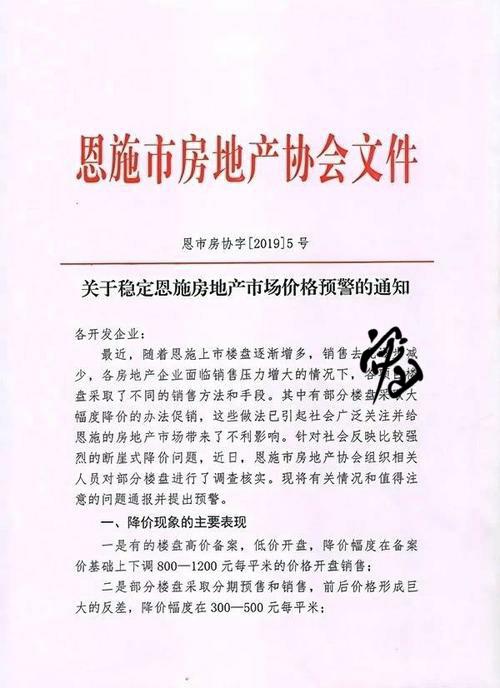 恩施市房地产协会文件
恩市房协字[2019]5号
关于稳定恩施房地产市场价格预警的通知
各开发企业:
最近，随着恩施上市楼盘逐渐增多，销售去 减
少，各房地产企业面临销售压力增大的情况下，各 楼
盘采取了不同的销售方法和手段。其中有部分楼盘采 大
幅度降价的办法促销，这些做法已引起社会广泛关注并给
恩施的房地产市场带来了不利影响。针对社会反映比较强
烈的断崖式降价问题，近日，恩施市房地产协会组织相关
人员对部分楼盘进行了调查核实。现将有关情况和值得注
意的问题通报并提出预警。
一、降价现象的主要表现
一是有的楼盘高价备案，低价开盘，降价幅度在备案
价基础上下调800—1200元每平米的价格开盘销售；
二是部分楼盘采取分期预售和销售，前后价格形成巨
大的反差，降价幅度在300—500元每平米；